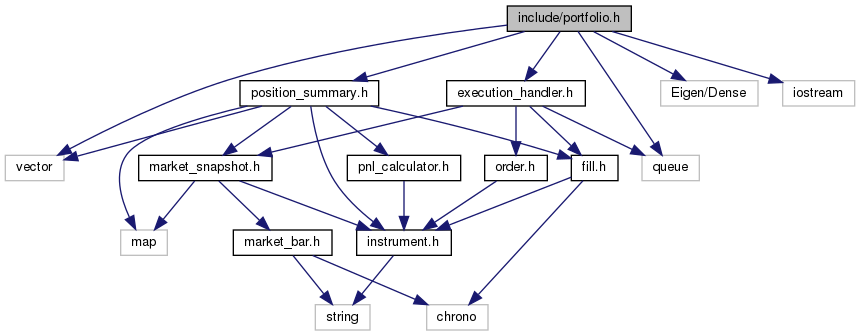 include/portfolio.h
position_summary.h
execution_handler.h
Eigen/Dense
iostream
vector
market_snapshot.h
pnl_calculator.h
order.h
fill.h
queue
map
market_bar.h
instrument.h
string
chrono